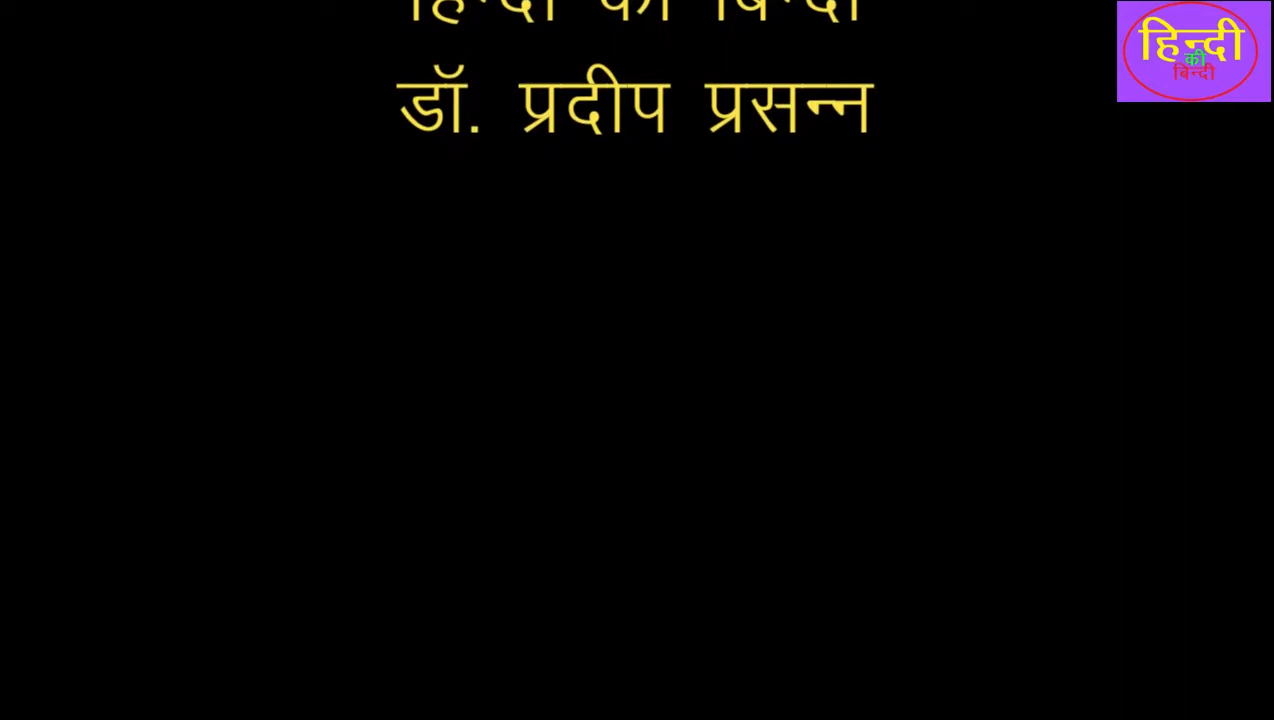 हिन्दी की बिन्दी
डॉ. प्रदीप प्रसन्न
हिन्दी
की
बिन्दी